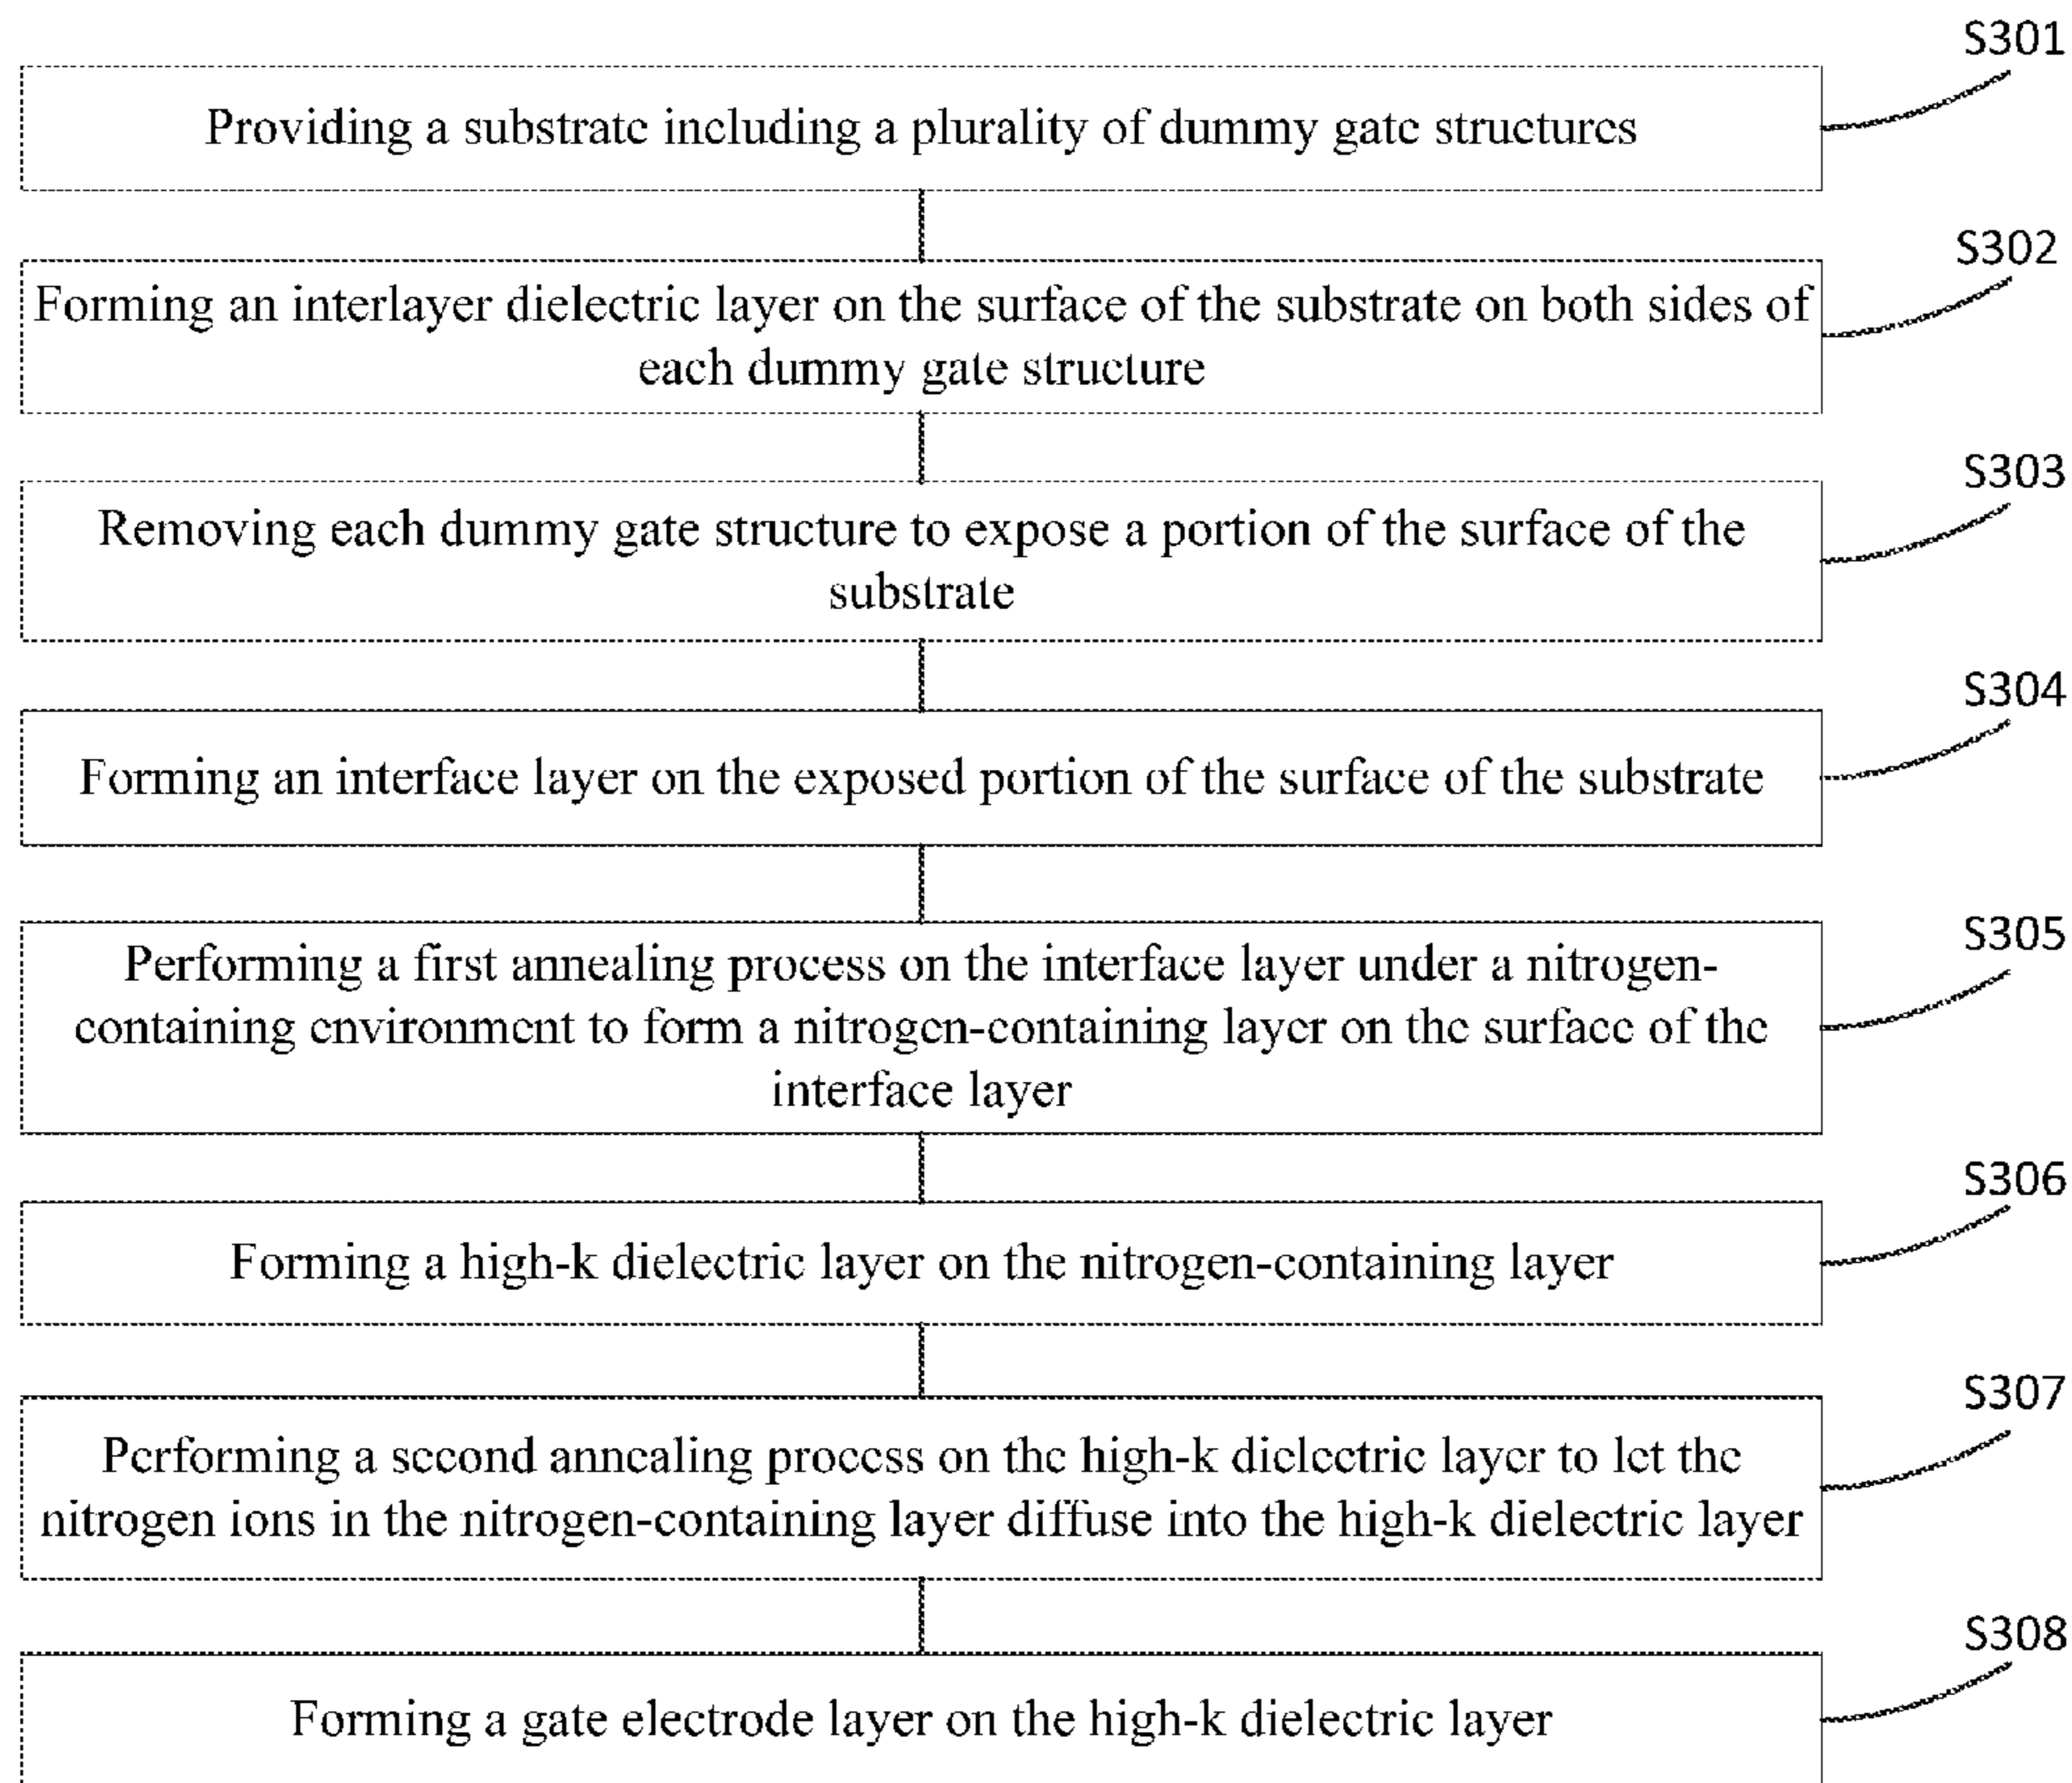 S301
Providing a substrate including a plurality of dummy gate structures
S302
Forming an interlayer dielectric layer on the surface of the substrate on both sides of
each dummy gate structure
S303
Removing each dummy gate structure to expose a portion of the surface of the
substrate
S304
Forming an interface layer on the exposed portion of the surface of the substrate
S305
Performing a first annealing process on the interface layer under a nitrogen-
containing environment to form a nitrogen-containing layer on the surface of the
interface layer
S306
Forming a high-k dielectric layer on the nitrogen-containing layer
S307
Performing a second annealing process on the high-k dielectric layer to let the
nitrogen ions in the nitrogen-containing layer diffuse into the high-k dielectric layer
S308
Forming a gate electrode layer on the high-k dielectric layer